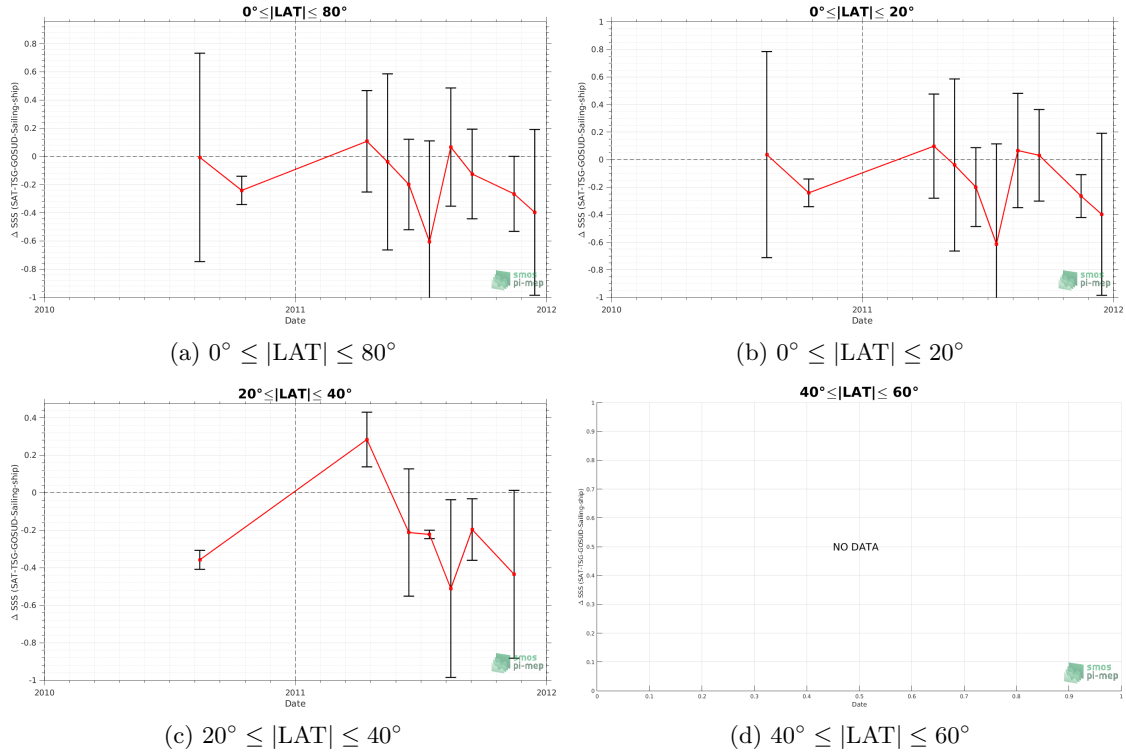 0°≤|LAT|≤ 80°
0.8
0.6
0.4
0.2
0
-0.2
-0.4
-0.6
-0.8
-1
Δ SSS (SAT-TSG-GOSUD-Sailing-ship)
2010
2011
2012
Date
smos
pi-mep
(a) 0° ≤ |LAT| ≤ 80°
0°≤|LAT|≤ 20°
1
0.8
0.6
0.4
0.2
0
-0.2
-0.4
-0.6
-0.8
-1
Δ SSS (SAT-TSG-GOSUD-Sailing-ship)
2010
2011
2012
Date
smos
pi-mep
(b) 0° ≤ |LAT| ≤ 20°
20°≤|LAT|≤ 40°
0.4
0.2
0
-0.2
-0.4
-0.6
-0.8
-1
Δ SSS (SAT-TSG-GOSUD-Sailing-ship)
2010
2011
2012
Date
smos
pi-mep
(c) 20° ≤ |LAT| ≤ 40°
40°≤|LAT|≤ 60°
1
0.9
0.8
0.7
0.6
0.5
0.4
0.3
0.2
0.1
0
Δ SSS (SAT-TSG-GOSUD-Sailing-ship)
NO DATA
0 0.1 0.2 0.3 0.4 0.5 0.6 0.7 0.8 0.9 1
Date
smos
pi-mep
(d) 40° ≤ |LAT| ≤ 60°